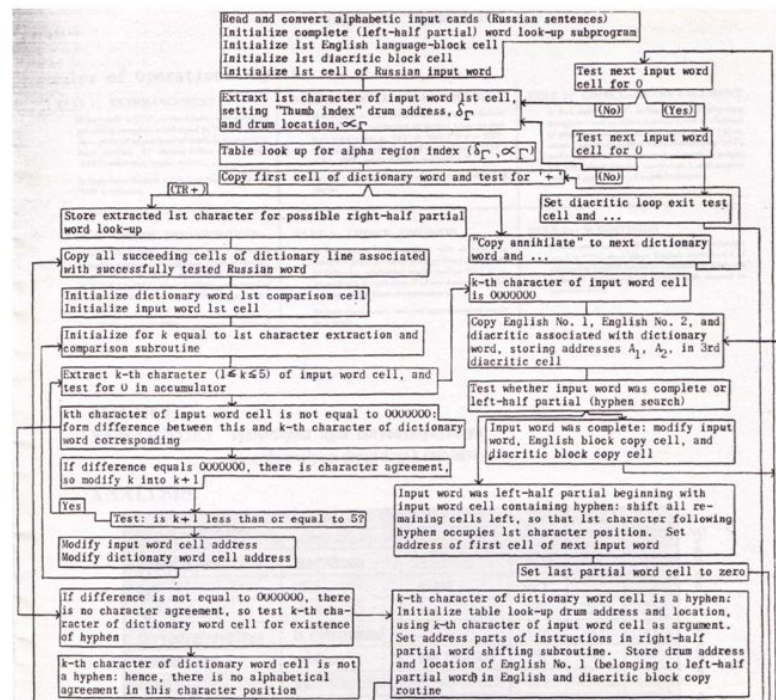 Read and convert alphabetic input cards (Russian sentences)
Initialize complete (left-half partial) word look-up subprogram
Initialize lst English language-block cell
Initialize lst diacritic block cell
Initialize lst cell of Russian input word
Test next input word
cell for 0
(No)
(Yes)
Extraxt lst character of input word lst cell,
setting "Thumb index" drum address, δΓ
and drum location, ∝Γ
Test next input word
cell for 0
(No)
Table look up for alpha region index (δΓ, ∝Γ)
Copy first cell of dictionary word and test for '+'
(TR+)
Set diacritic loop exit test
cell and ...
Store extracted lst character for possible right-half partial
word look-up
"Copy annihilate" to next dictionary
word and ...
Copy all succeeding cells of dictionary line associated
with successfully tested Russian word
k-th character of input word cell
is 0000000
Initialize dictionary word lst comparison cell
Initialize input word lst cell
Copy English No. 1, English No. 2, and
diacritic associated with dictionary
word, storing addresses A1, A2, in 3rd
diacritic cell
Initialize for k equal to lst character extraction and
comparison subroutine
Extract k-th character (1≤k≤5) of input word cell, and
test for 0 in accumulator
Test whether input word was complete or
left-half partial (hyphen search)
kth character of input word cell is not equal to 0000000:
form difference between this and k-th character of dictionary
word corresponding
Input word was complete: modify input
word, English block copy cell, and
diacritic block copy cell
If difference equals 0000000, there is character agreement,
so modify k into k+1
Yes
Test: is k+1 less than or equal to 5?
Input word was left-half partial beginning with
input word cell containing hyphen: shift all re-
maining cells left, so that lst character following
hyphen occupies lst character position. Set
address of first cell of next input word
Modify input word cell address
Modify dictionary word cell address
Set last partial word cell to zero
If difference is not equal to 0000000, there
is no character agreement, so test k-th cha-
racter of dictionary word cell for existence
of hyphen
k-th character of dictionary word cell is a hyphen:
Initialize table look-up drum address and location,
using k-th character of input word cell as argument.
Set address parts of instructions in right-half
partial word shifting subroutine. Store drum address
and location of English No. 1 (belonging to left-half
partial word) in English and diacritic block copy
routine
k-th character of dictionary word cell is not
a hyphen: hence, there is no alphabetical
agreement in this character position